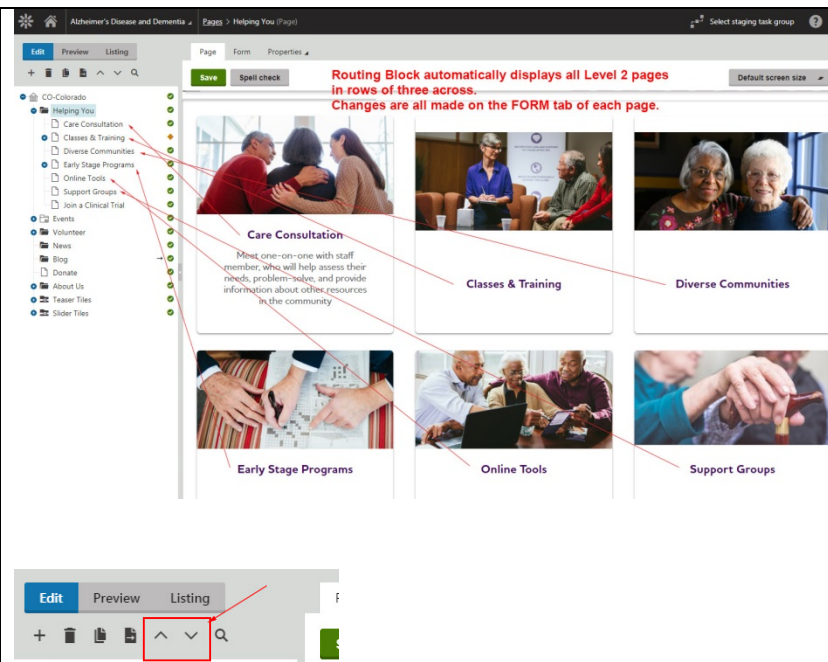 Alzheimer's Disease and Dementia Pages > Helping You (Page) Select staging task group ?
Edit Preview Listing
Page Form Properties
Save Spell check
Default screen size
Routing Block automatically displays all Level 2 pages
in rows of three across.
Changes are all made on the FORM tab of each page.
CO-Colorado
Helping You
Care Consultation
Classes & Training
Diverse Communities
Early Stage Programs
Online Tools
Support Groups
Join a Clinical Trial
Events
Volunteer
News
Blog
Donate
About Us
Teaser Tiles
Slider Tiles
Care Consultation
Meet one-on-one with staff
member, who will help assess their
needs, problem-solve, and provide
information about other resources
in the community
Classes & Training
Diverse Communities
Early Stage Programs
Online Tools
Support Groups
Edit Preview Listing